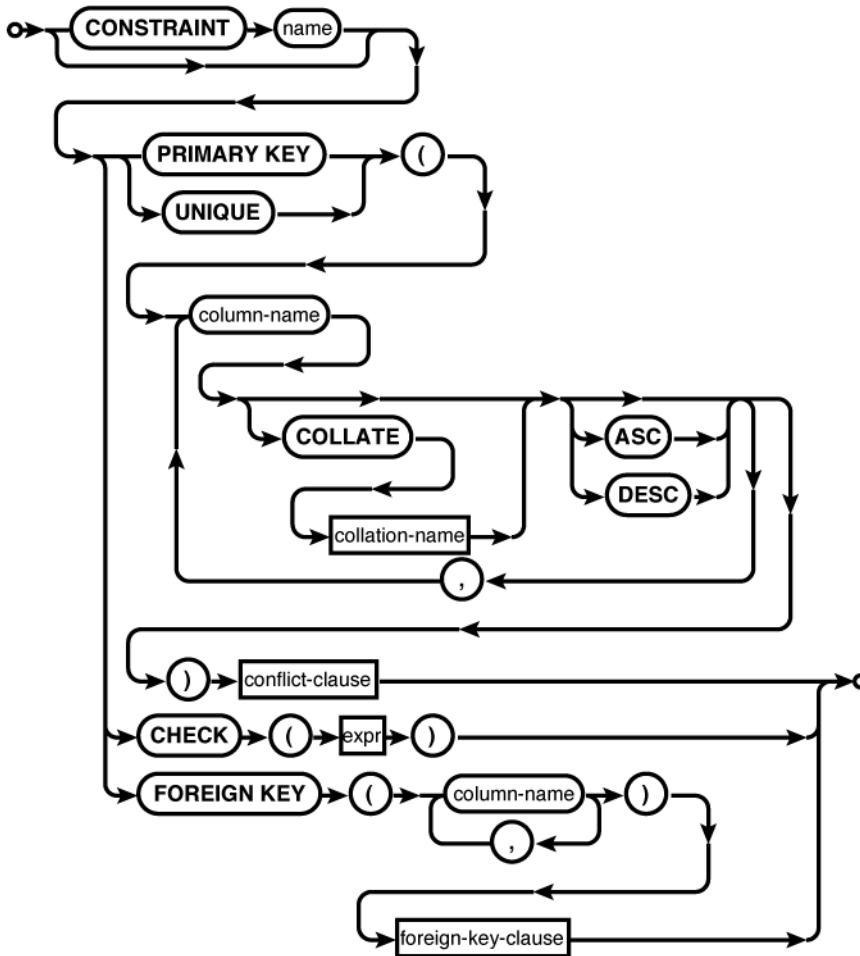 CONSTRAINT name
PRIMARY KEY (
UNIQUE
column-name
COLLATE ASC
DESC
collation-name
,
) conflict-clause
CHECK ( expr )
FOREIGN KEY ( column-name )
,
foreign-key-clause